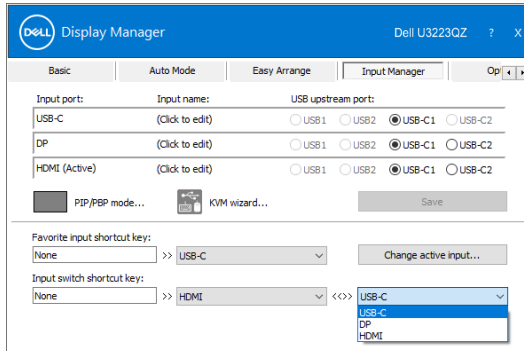 DELL Display Manager Dell U3223QZ ? X
Basic Auto Mode Easy Arrange Input Manager
Input port: Input name: USB upstream port:
USB-C (Click to edit) USB1 USB2 USB-C1 USB-C2
DP (Click to edit) USB1 USB2 USB-C1 USB-C2
HDMI (Active) (Click to edit) USB1 USB2 USB-C1 USB-C2
PIP/PBP mode... KVM wizard... Save
Favorite input shortcut key:
None >> USB-C Change active input...
Input switch shortcut key:
None >> HDMI <<>> USB-C
USB-C
DP
HDMI